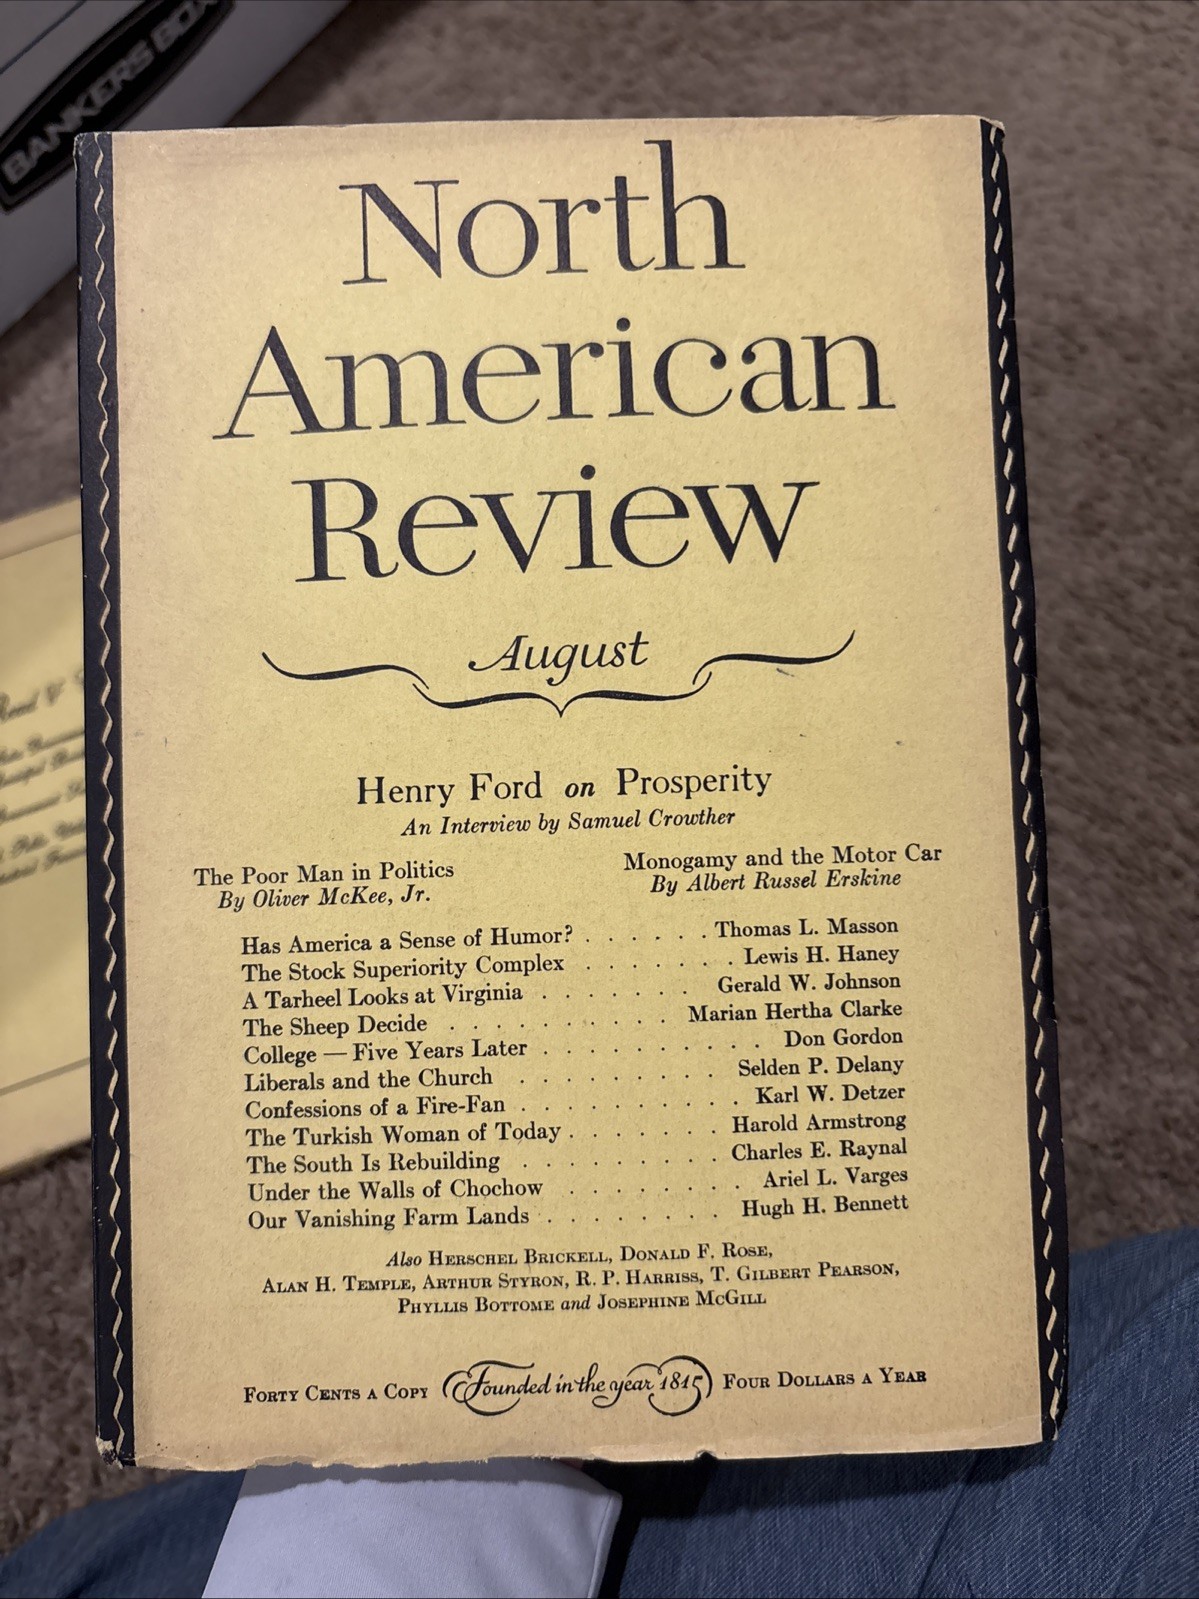 BANKERS BOX
North
American
Review
August
Henry Ford on Prosperity
An Interview by Samuel Crowther
The Poor Man in Politics
By Oliver McKee, Jr.
Monogamy and the Motor Car
By Albert Russel Erskine
Has America a Sense of Humor? . . . . . . Thomas L. Masson
The Stock Superiority Complex . . . . . . . Lewis H. Haney
A Tarheel Looks at Virginia . . . . . . . Gerald W. Johnson
The Sheep Decide . . . . . . . . . . Marian Hertha Clarke
College — Five Years Later . . . . . . . . . . . Don Gordon
Liberals and the Church . . . . . . . . . Selden P. Delany
Confessions of a Fire-Fan . . . . . . . . . . . Karl W. Detzer
The Turkish Woman of Today . . . . . . . Harold Armstrong
The South Is Rebuilding . . . . . . . . . Charles E. Raynal
Under the Walls of Chochow . . . . . . . . Ariel L. Varges
Our Vanishing Farm Lands . . . . . . . . Hugh H. Bennett
Also Herschel Brickell, Donald F. Rose,
Alan H. Temple, Arthur Styron, R. P. Harriss, T. Gilbert Pearson,
Phyllis Bottome and Josephine McGill
Forty Cents a Copy Founded in the year 1815 Four Dollars a Year